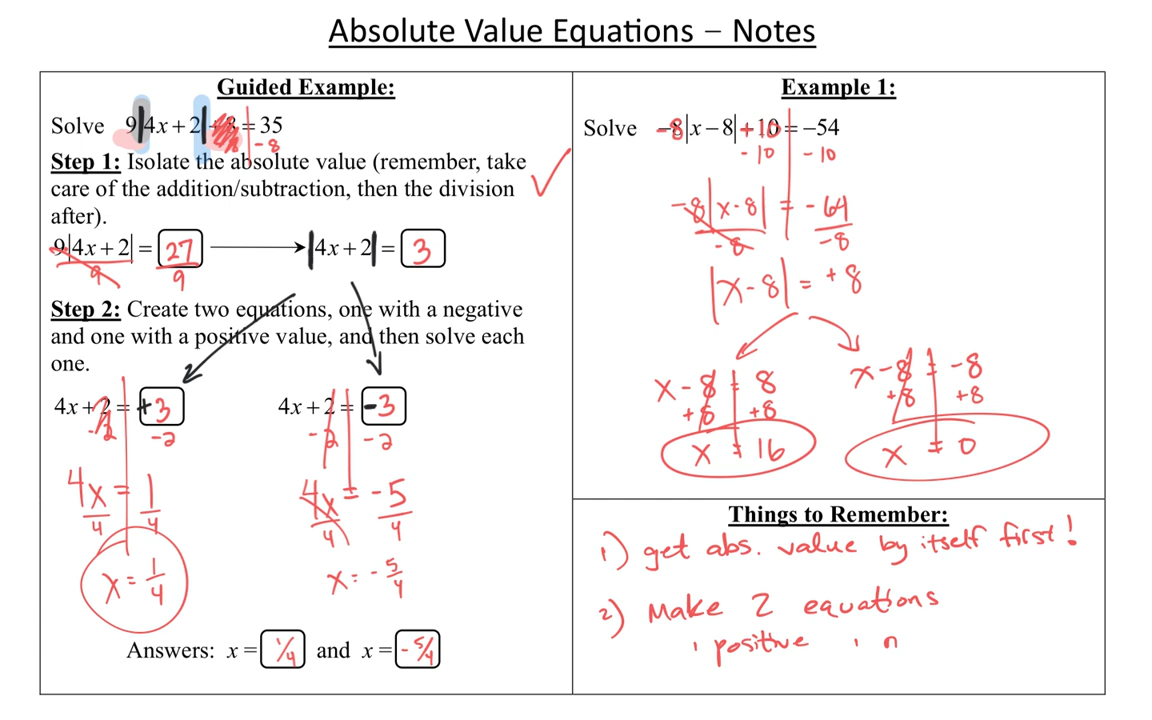 Absolute Value Equations – Notes
Guided Example:
Solve 9|4x + 2| + 8 = 35
- 8
Step 1: Isolate the absolute value (remember, take
care of the addition/subtraction, then the division
after).
9|4x + 2| = 27 |4x + 2| = 3
9 9
Step 2: Create two equations, one with a negative
and one with a positive value, and then solve each
one.
4x + 2 = +3 4x + 2 = -3
-2 -2 -2 -2
4x = 1 4x = -5
4 4 4 4
x = 1/4 x = -5/4
Answers: x = 1/4 and x = -5/4
Example 1:
Solve -8|x – 8| +10 = –54
- 10 - 10
-8|x - 8| = -64
-8 -8
|x - 8| = +8
x - 8 = 8 x - 8 = -8
+8 +8 +8 +8
x = 16 x = 0
Things to Remember:
1) get abs. value by itself first!
2) Make 2 equations
1 positive 1 n